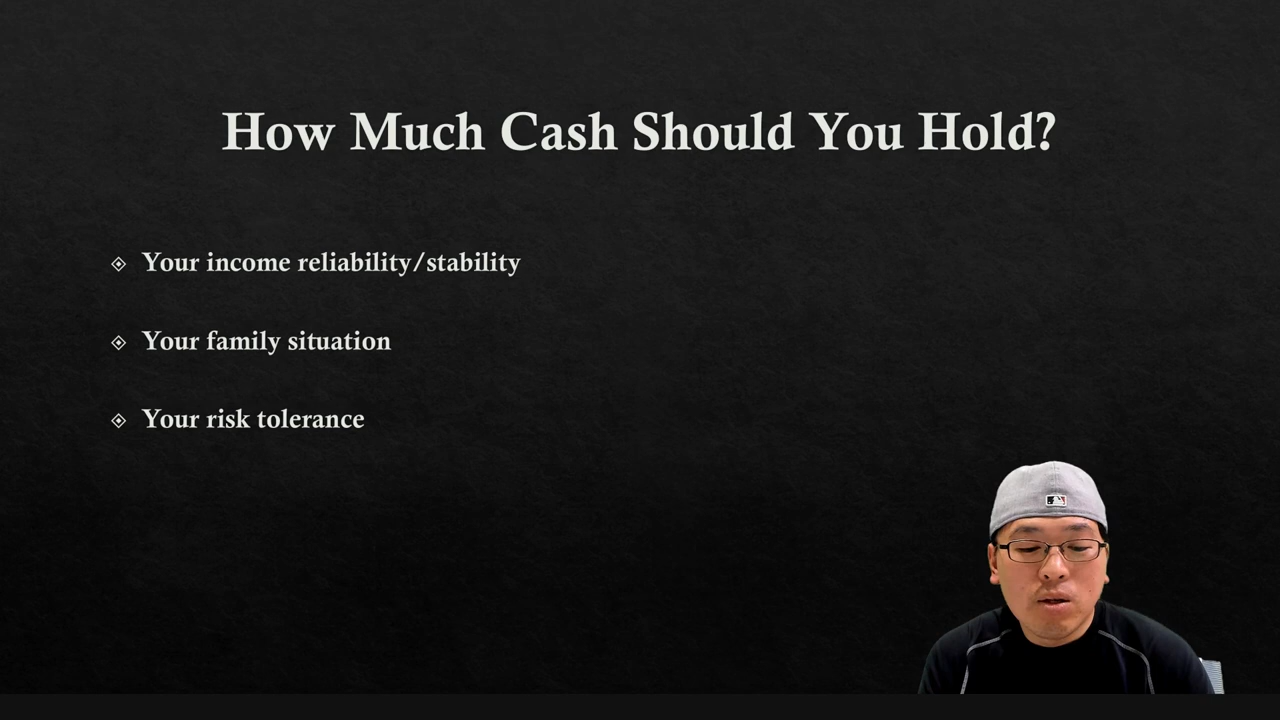 How Much Cash Should You Hold?
Your income reliability/stability
Your family situation
Your risk tolerance